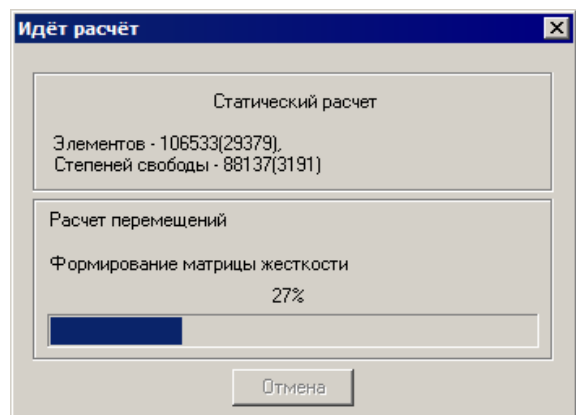 Идёт расчёт
Статический расчет
Элементов - 106533(29379),
Степеней свободы - 88137(3191)
Расчет перемещений
Формирование матрицы жесткости
27%
Отмена